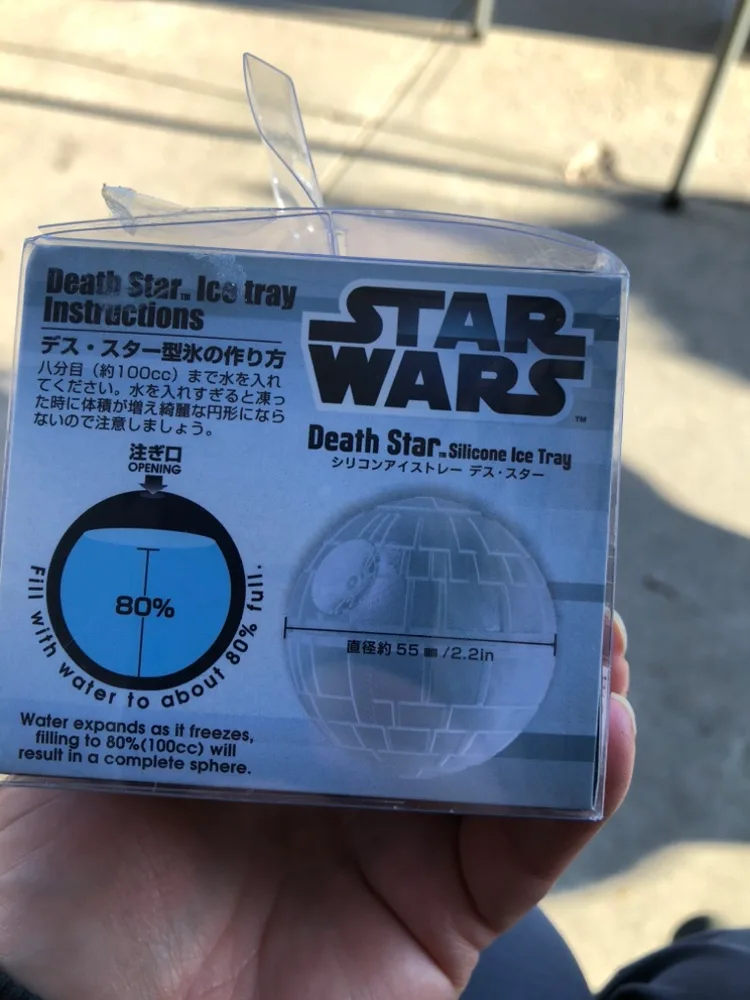 Death Star™ Ice tray
Instructions
デス・スター型氷の作り方
八分目（約100cc）まで水を入れ
てください。水を入れすぎると凍っ
た時に体積が増え綺麗な円形になら
ないので注意しましょう。
注ぎ口
OPENING
80%
Fill with water to about 80% full.
Water expands as it freezes,
filling to 80%(100cc) will
result in a complete sphere.
STAR
WARS™
Death Star™ Silicone Ice Tray
シリコンアイストレー デス・スター
直径約 55 ㎜ /2.2in